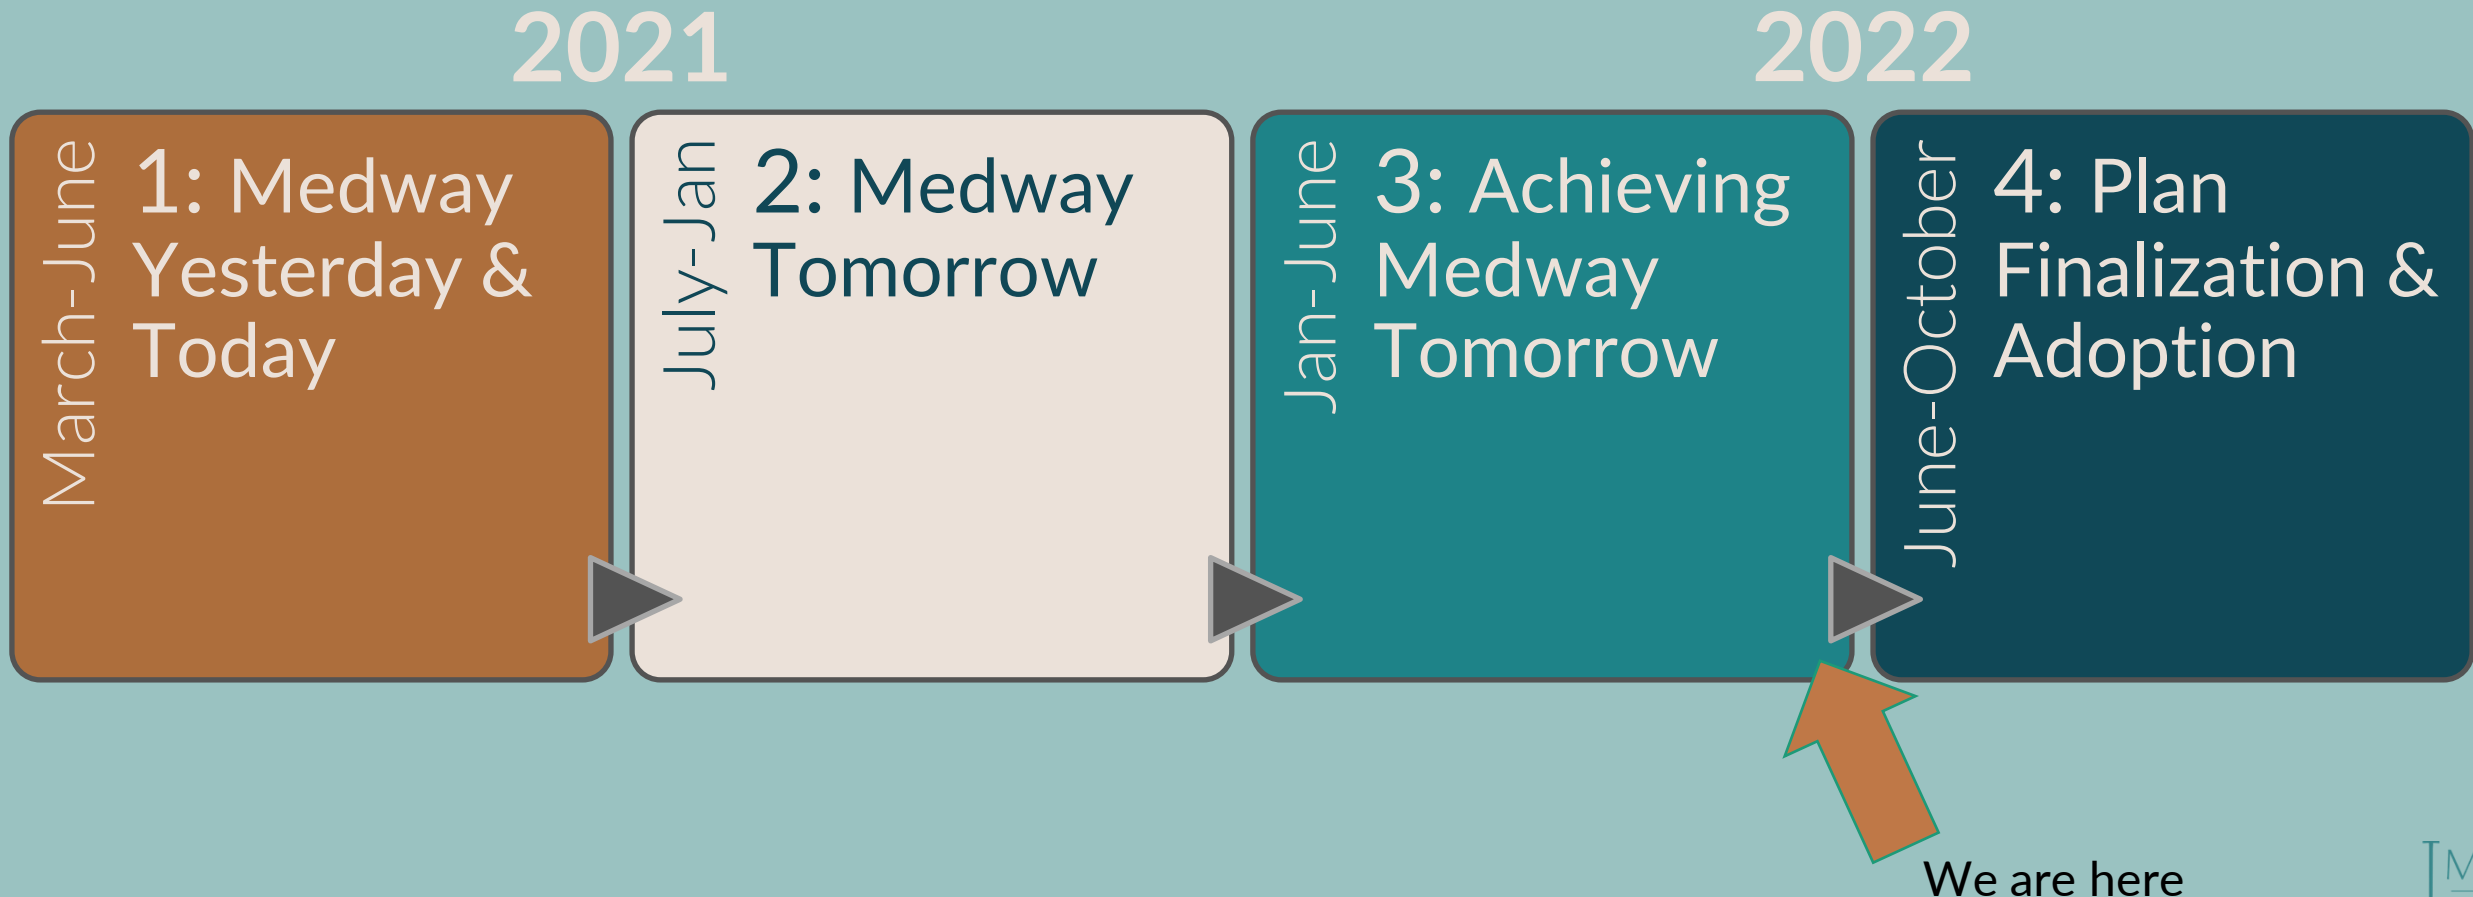 2021
2022
March-June
1: Medway
Yesterday &
Today
July-Jan
2: Medway
Tomorrow
Jan-June
3: Achieving
Medway
Tomorrow
June-October
4: Plan
Finalization &
Adoption
We are here